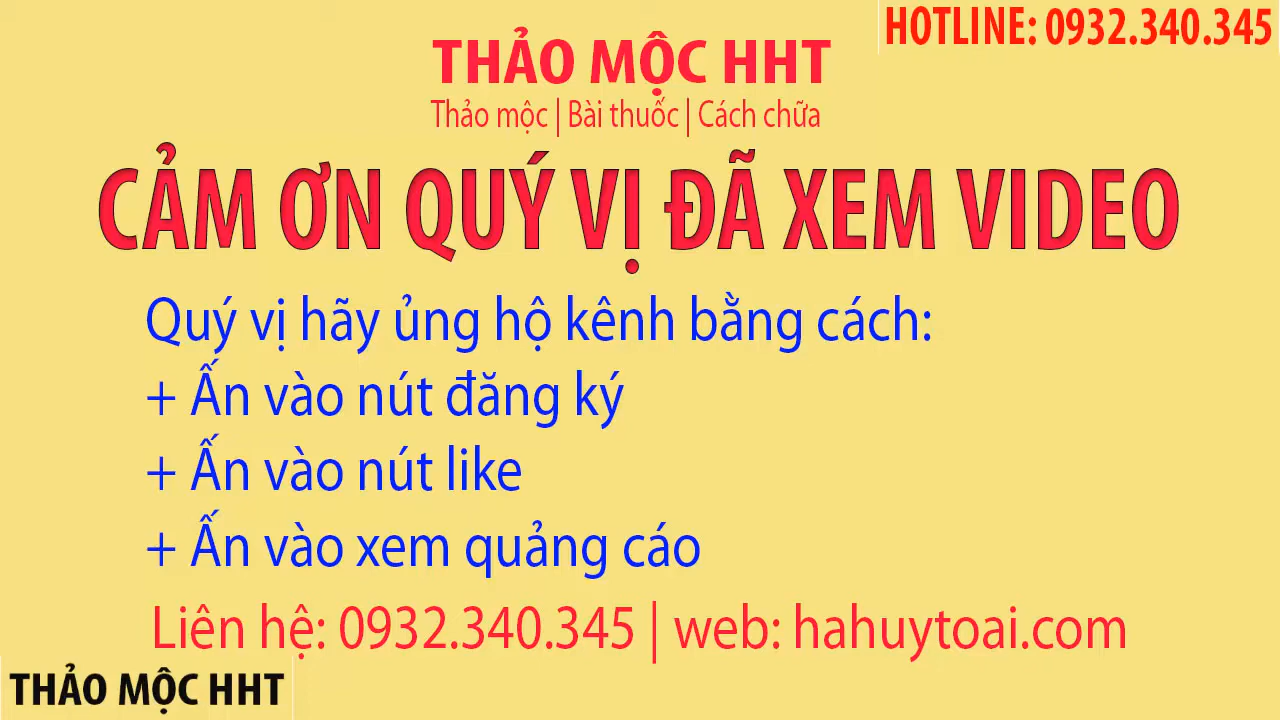 HOTLINE: 0932.340.345
THẢO MỘC HHT
Thảo mộc | Bài thuốc | Cách chữa
CẢM ƠN QUÝ VỊ ĐÃ XEM VIDEO
Quý vị hãy ủng hộ kênh bằng cách:
+ Ấn vào nút đăng ký
+ Ấn vào nút like
+ Ấn vào xem quảng cáo
Liên hệ: 0932.340.345 | web: hahuytoai.com
THẢO MỘC HHT